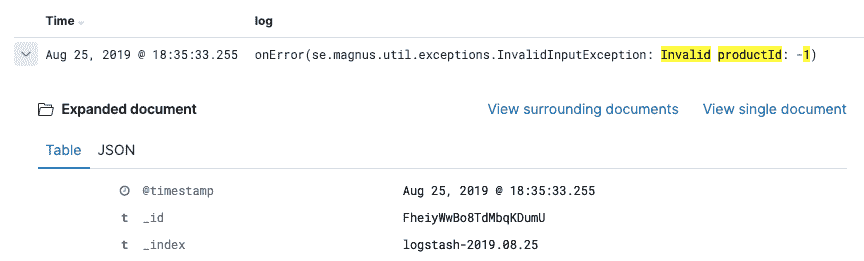 Time log
Aug 25, 2019 @ 18:35:33.255 onError(se.magnus.util.exceptions.InvalidInputException: Invalid productId: -1)
Expanded document View surrounding documents View single document
Table JSON
@timestamp Aug 25, 2019 @ 18:35:33.255
t _id FheiyWwBo8TdMbqKDumU
t _index logstash-2019.08.25